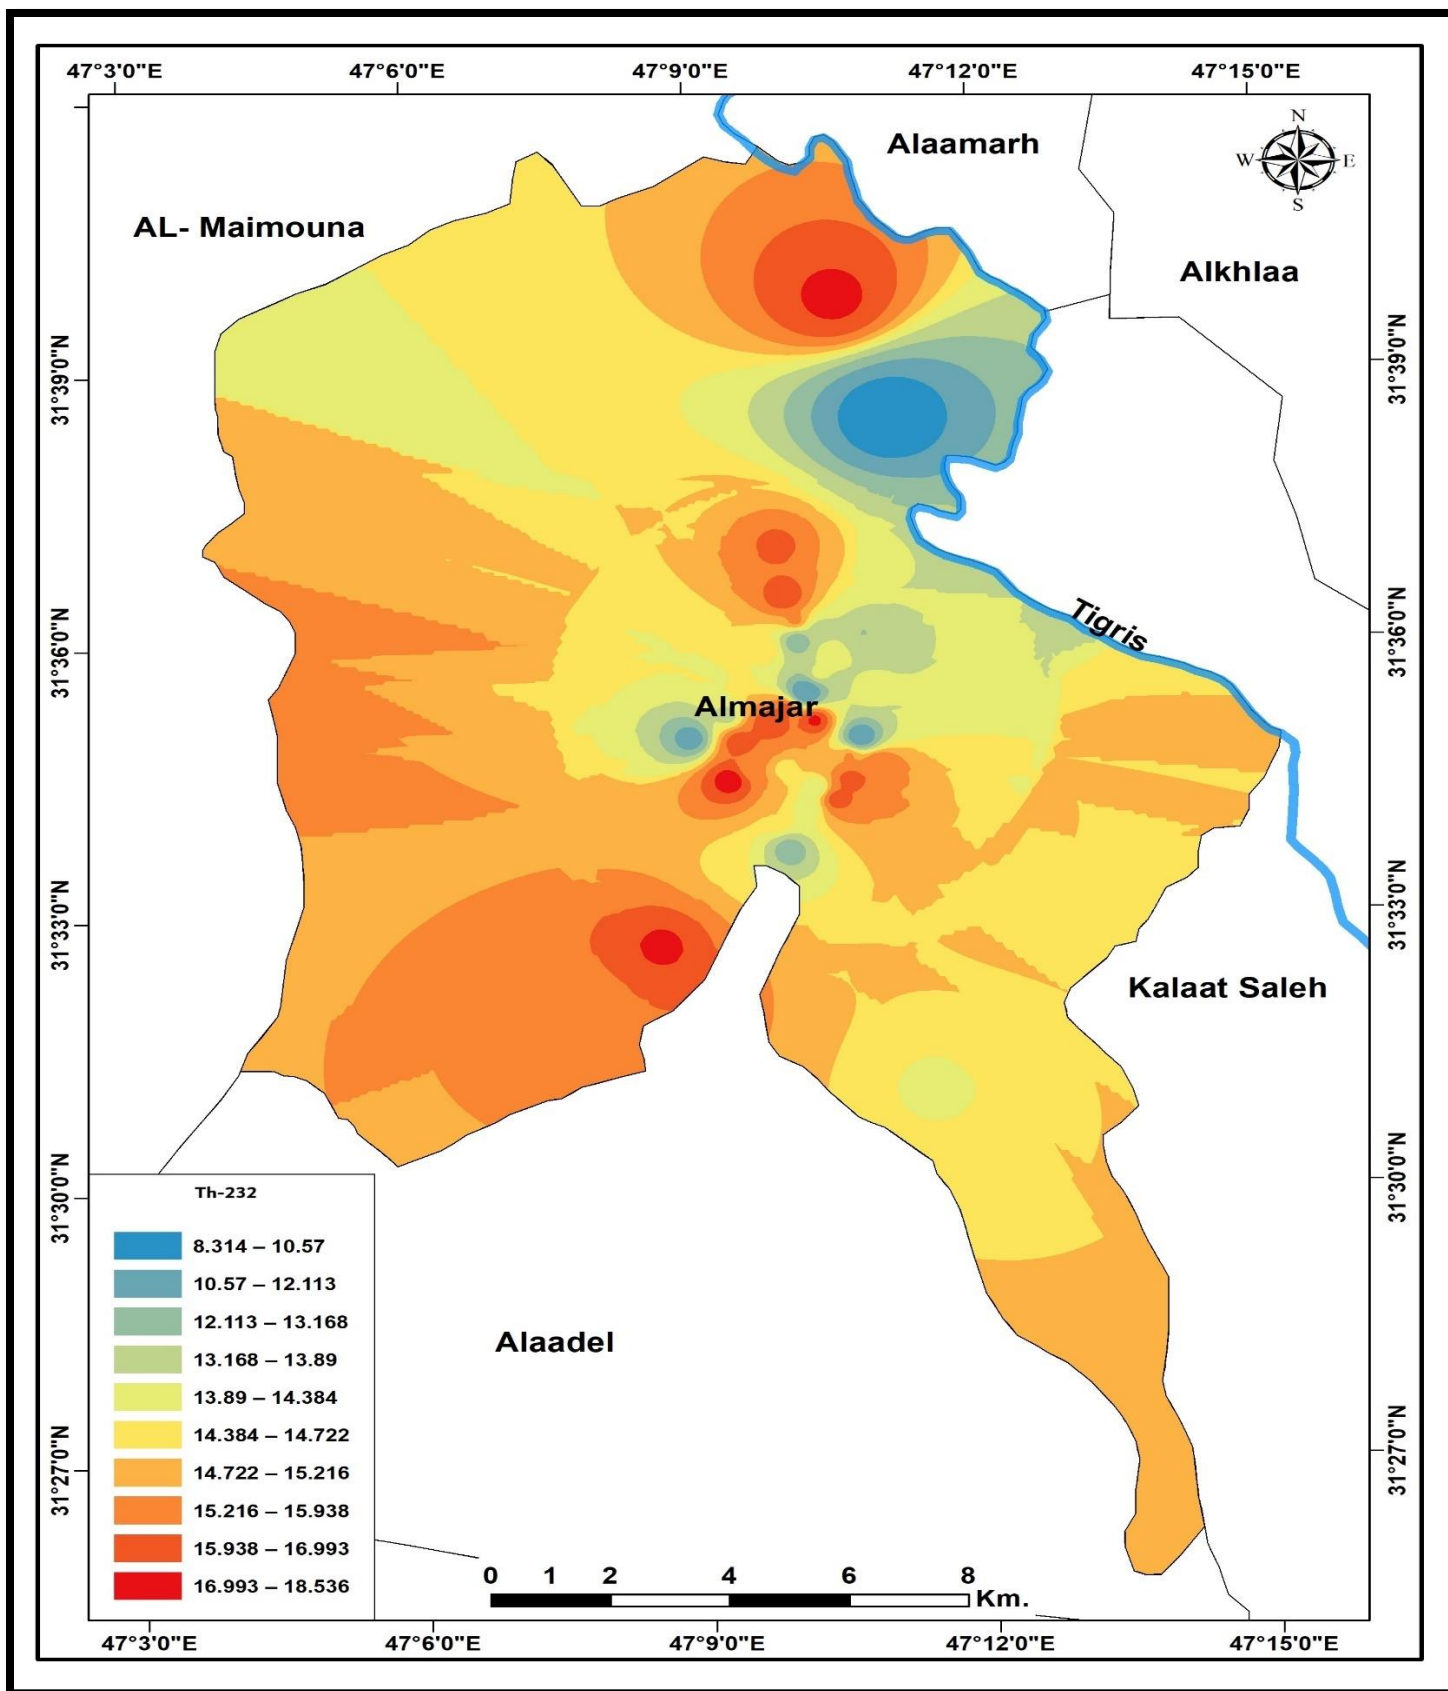 47°3'0"E 47°6'0"E 47°9'0"E 47°12'0"E 47°15'0"E
N
W E
S
Alaamarh
AL- Maimouna
Alkhlaa
31°39'0"N
31°39'0"N
Tigris
31°36'0"N
31°36'0"N
Almajar
31°33'0"N
31°33'0"N
Kalaat Saleh
31°30'0"N
31°30'0"N
Th-232
8.314 – 10.57
10.57 – 12.113
12.113 – 13.168
13.168 – 13.89
13.89 – 14.384
14.384 – 14.722
14.722 – 15.216
15.216 – 15.938
15.938 – 16.993
16.993 – 18.536
Alaadel
31°27'0"N
31°27'0"N
0 1 2 4 6 8
Km.
47°3'0"E 47°6'0"E 47°9'0"E 47°12'0"E 47°15'0"E